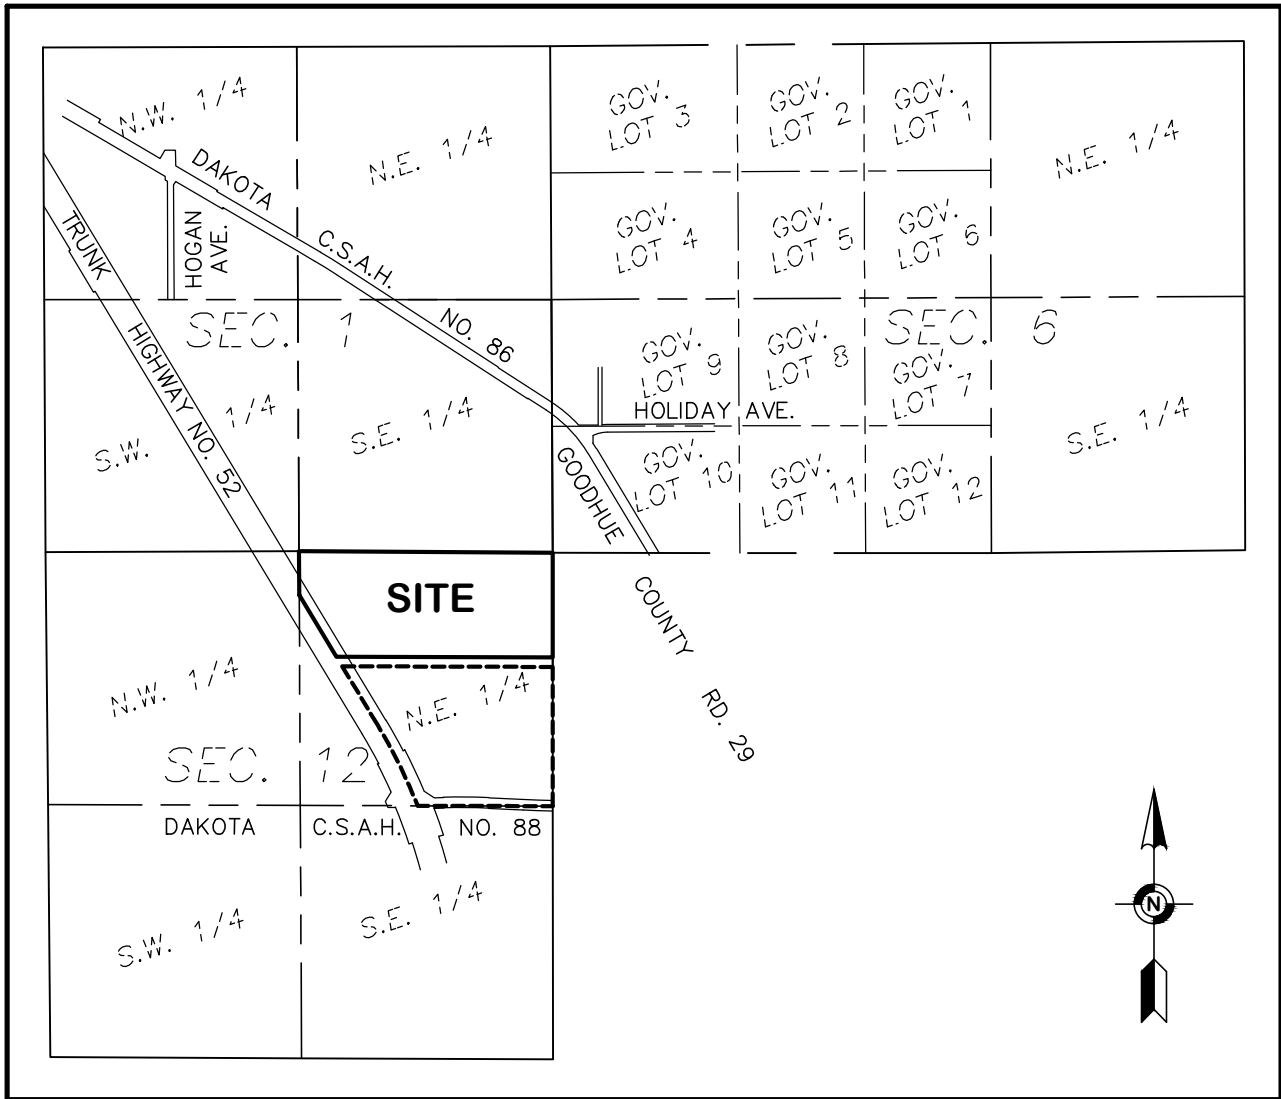 N.W. 1/4
N.E. 1/4
GOV.
LOT 3
GOV.
LOT 2
GOV.
LOT 1
N.E. 1/4
DAKOTA
C.S.A.H.
NO. 86
HOGAN
AVE.
TRUNK
HIGHWAY NO. 52
GOV.
LOT 4
GOV.
LOT 5
GOV.
LOT 6
SEC. 1
SEC. 6
GOV.
LOT 9
GOV.
LOT 8
GOV.
LOT 7
S.W. 1/4
S.E. 1/4
HOLIDAY AVE.
S.E. 1/4
GOV.
LOT 10
GOV.
LOT 11
GOV.
LOT 12
GOODHUE
COUNTY
RD. 29
SITE
N.W. 1/4
N.E. 1/4
SEC. 12
DAKOTA C.S.A.H. NO. 88
S.W. 1/4
S.E. 1/4
N